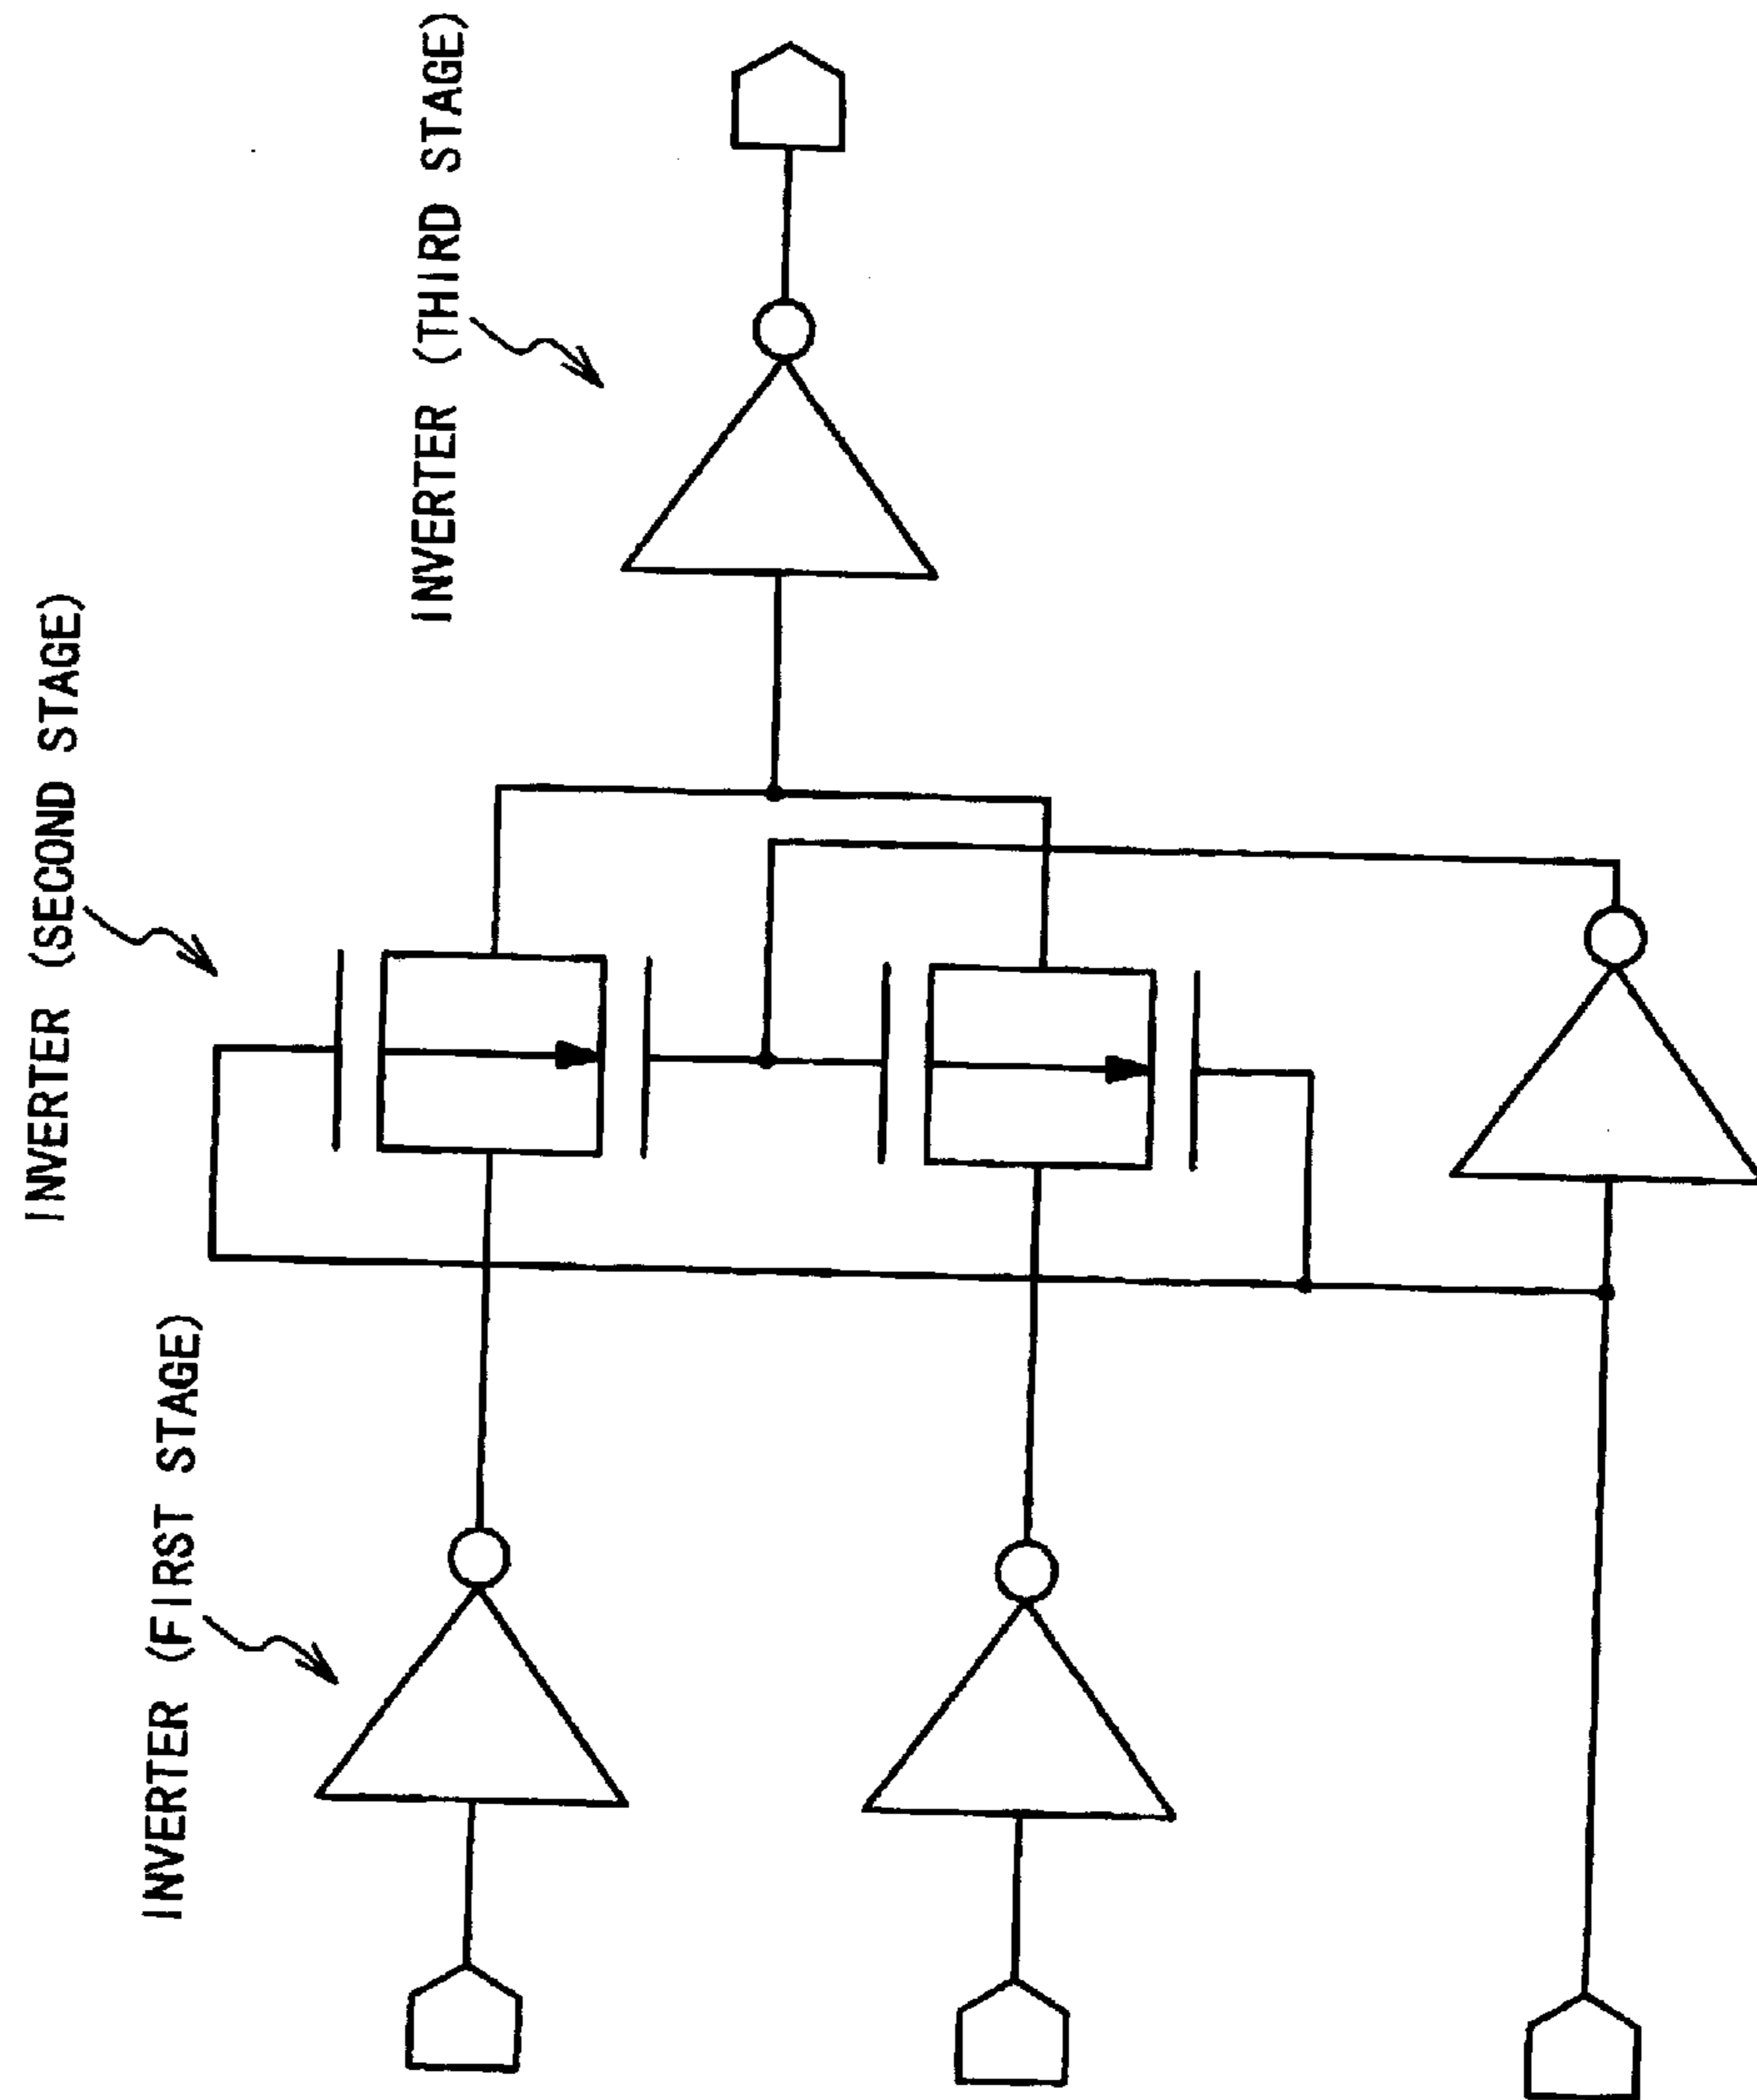 INVERTER (FIRST STAGE)
INVERTER (SECOND STAGE)
INVERTER (THIRD STAGE)